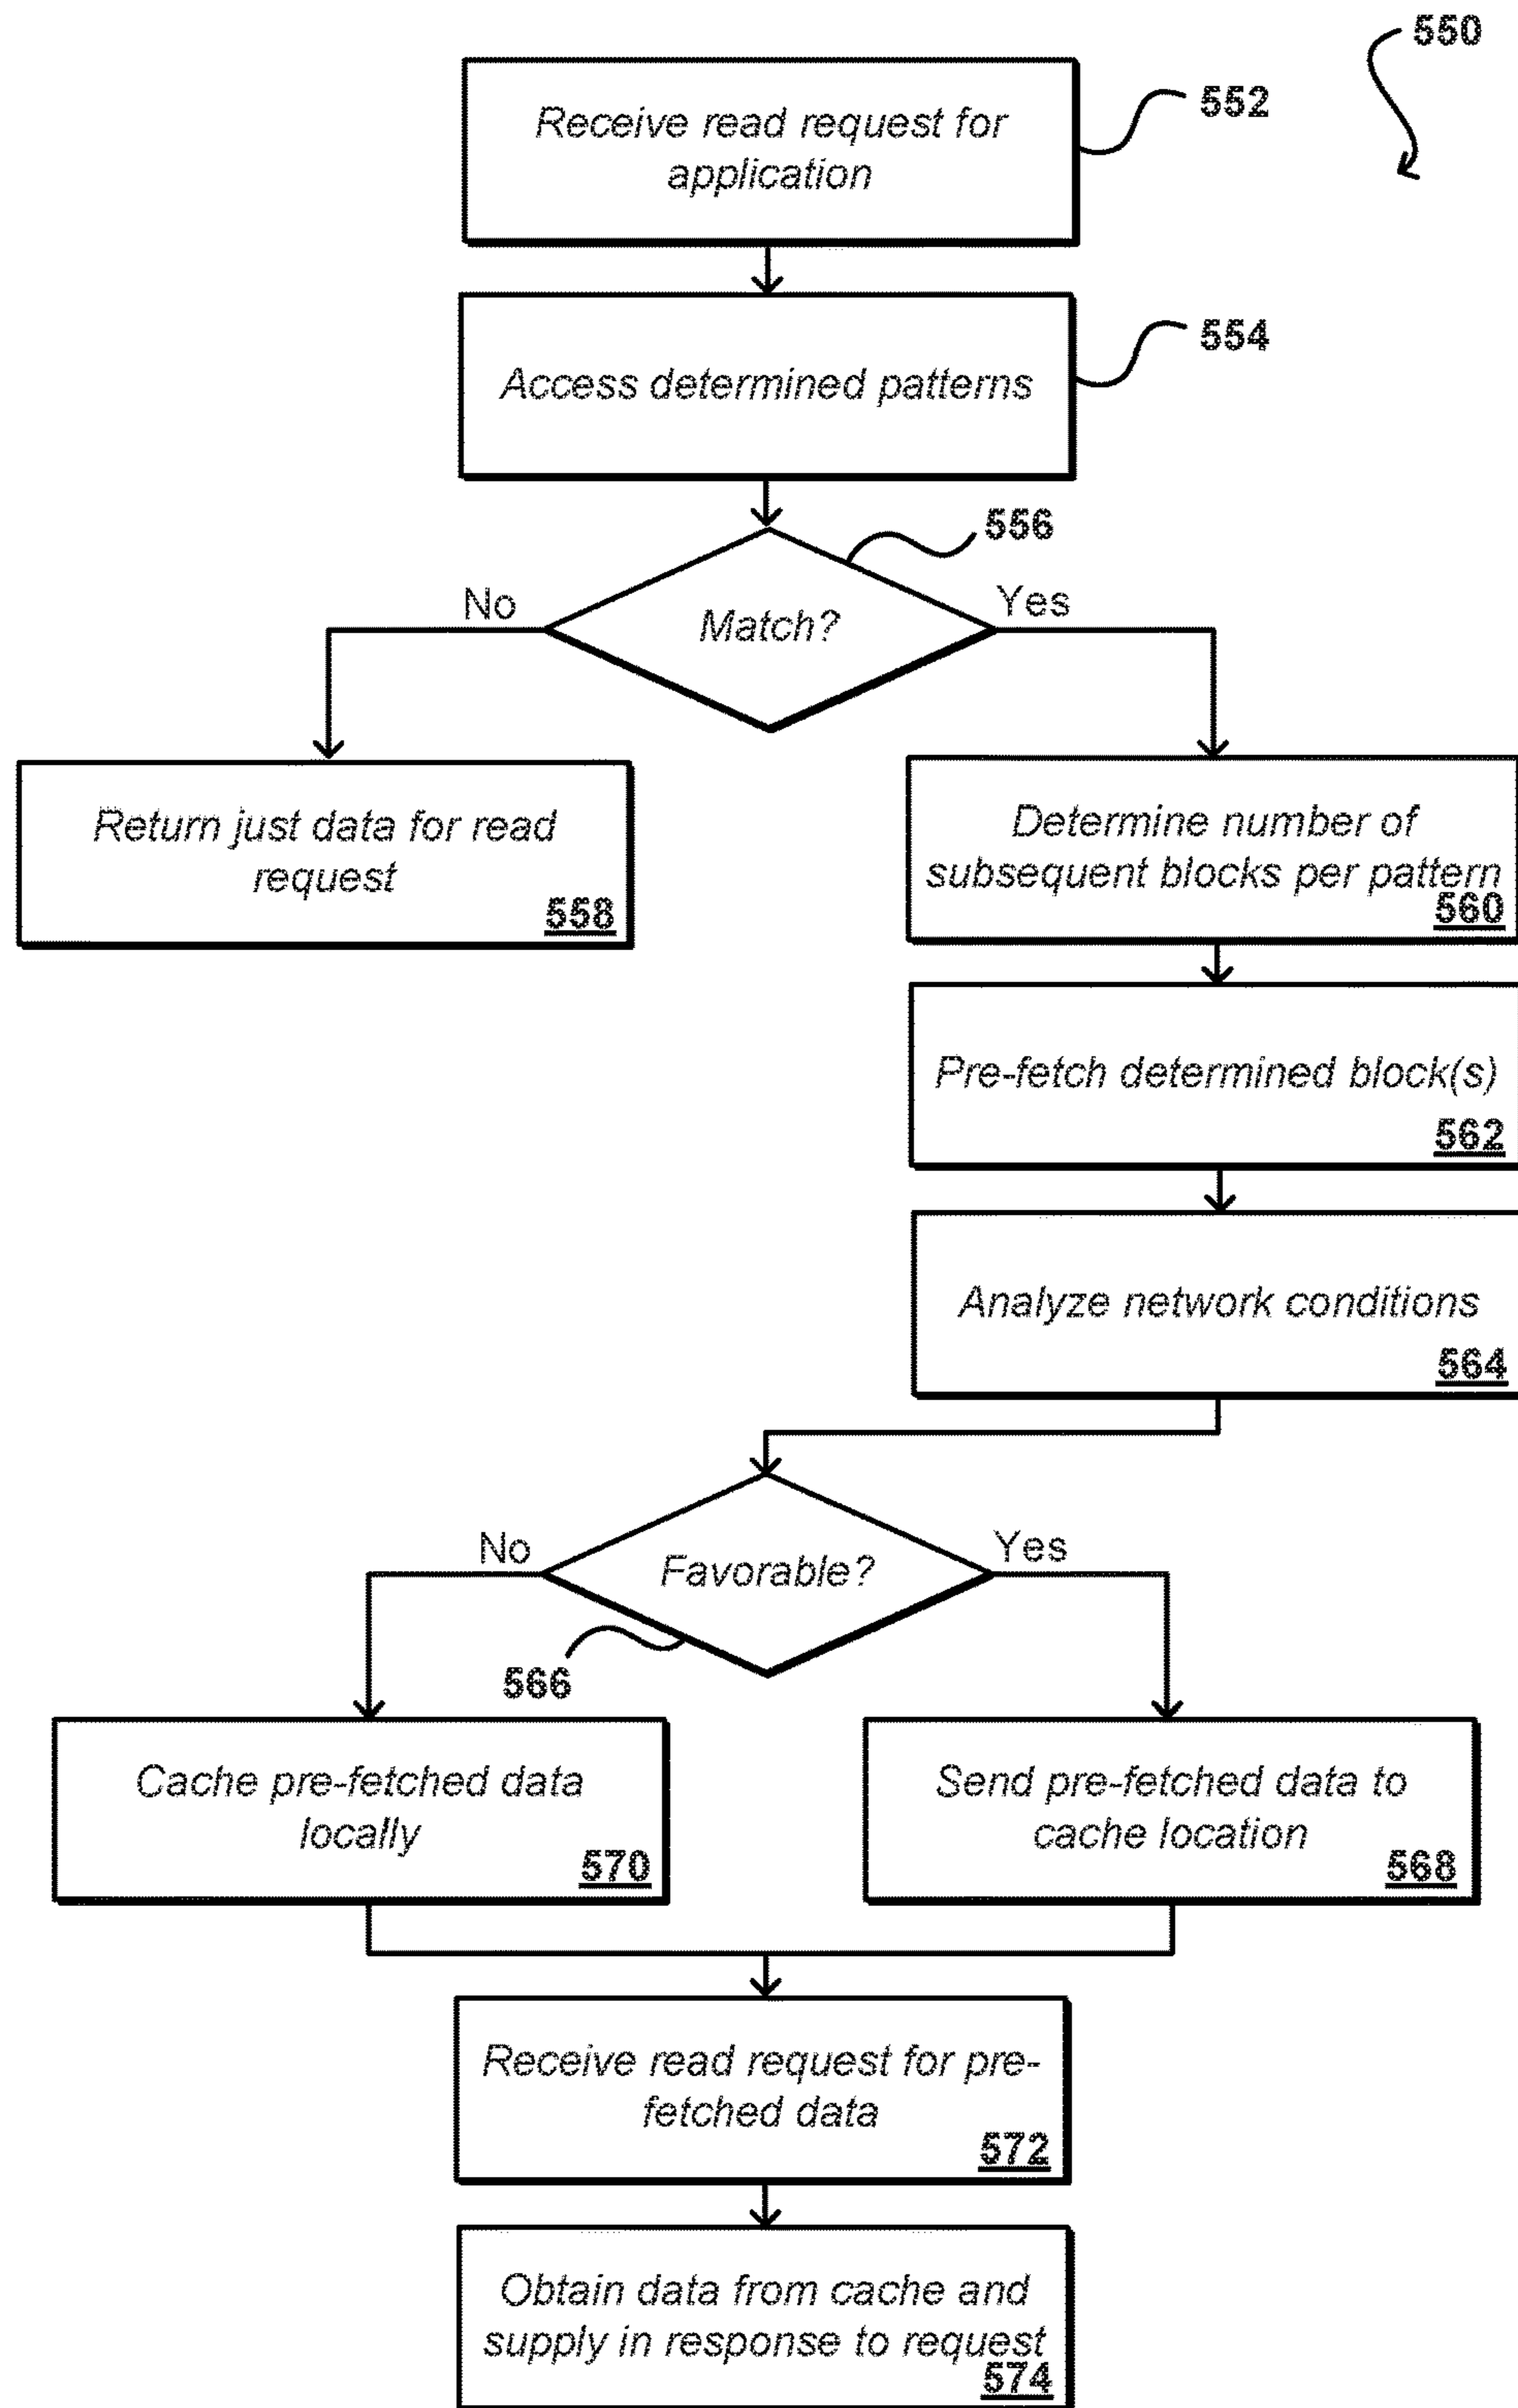 550
Receive read request for
application
552
Access determined patterns
554
556
No
Match?
Yes
Return just data for read
request
558
Determine number of
subsequent blocks per pattern
560
Pre-fetch determined block(s)
562
Analyze network conditions
564
No
Favorable?
Yes
566
Cache pre-fetched data
locally
570
Send pre-fetched data to
cache location
568
Receive read request for pre-
fetched data
572
Obtain data from cache and
supply in response to request
574